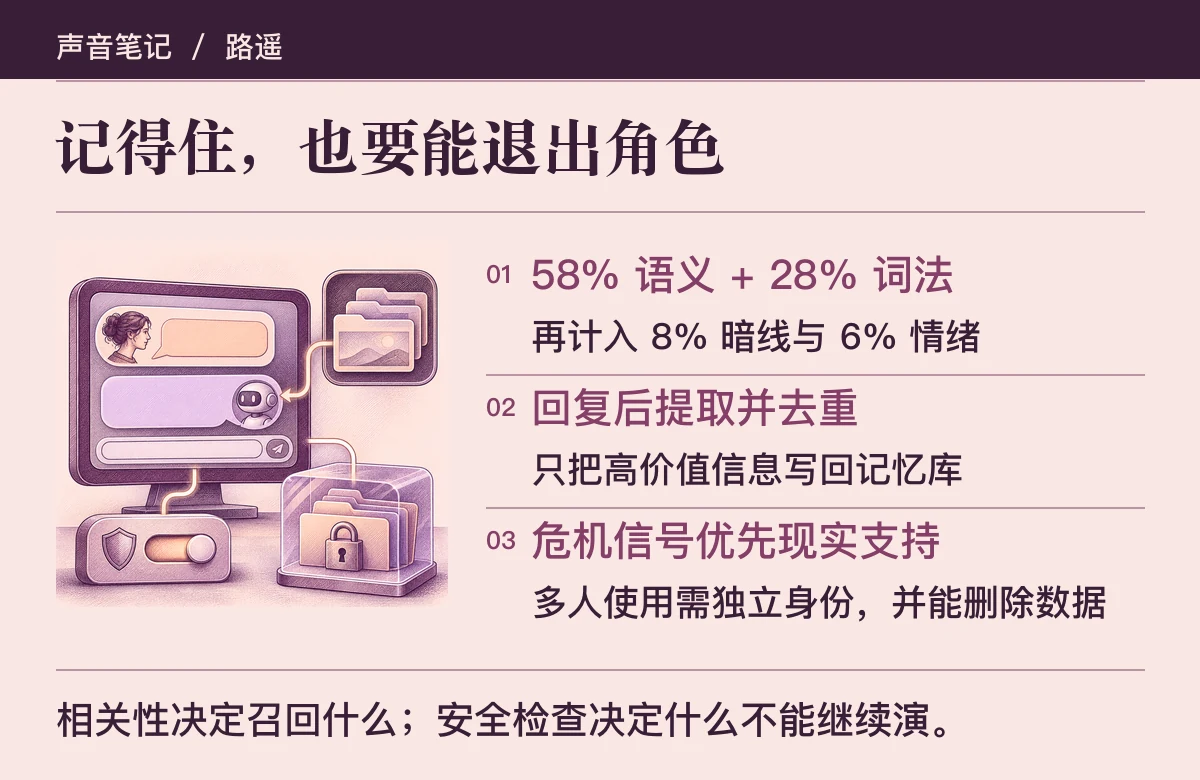 声音笔记 / 路遥
记得住，也要能退出角色
01 58% 语义 + 28% 词法
再计入 8% 暗线与 6% 情绪
02 回复后提取并去重
只把高价值信息写回记忆库
03 危机信号优先现实支持
多人使用需独立身份，并能删除数据
相关性决定召回什么；安全检查决定什么不能继续演。